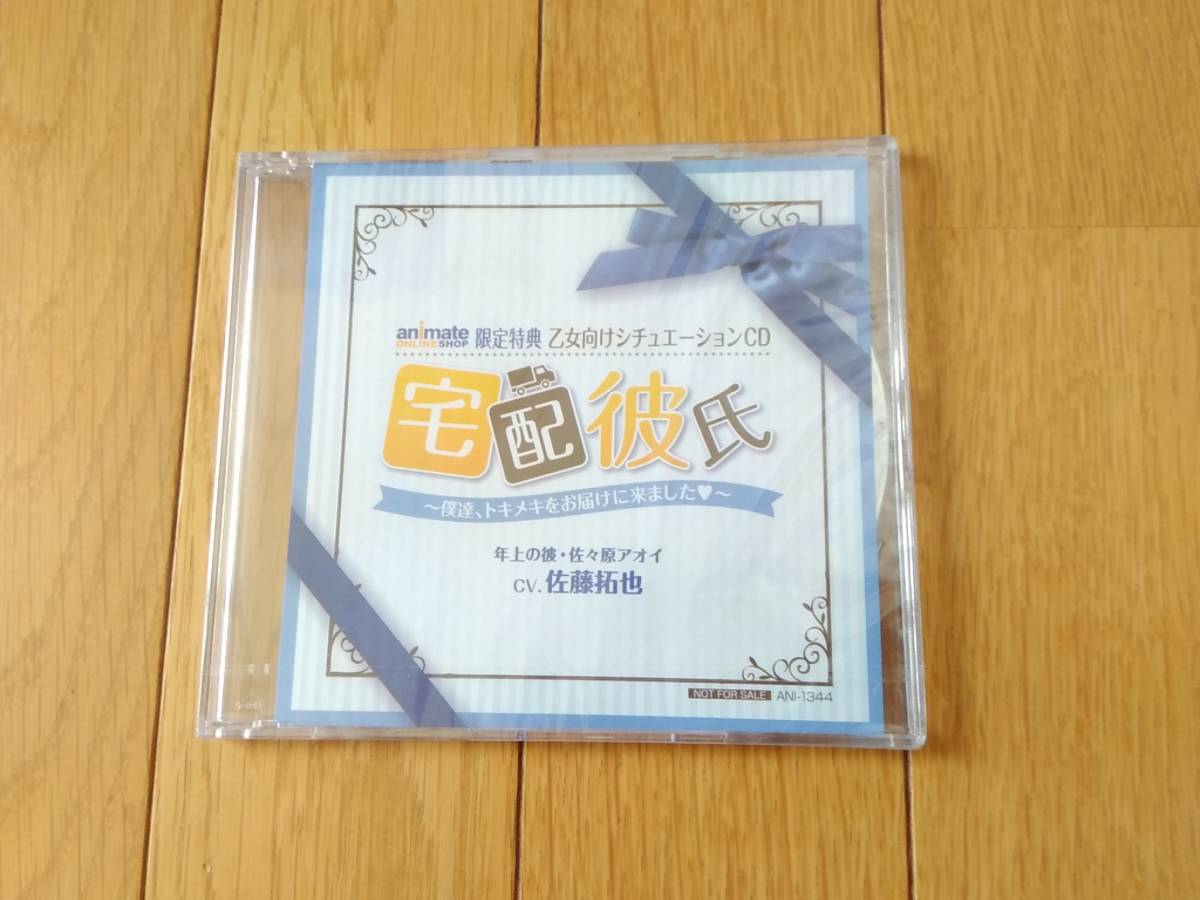 animate
ONLINE SHOP
限定特典 乙女向けシチュエーションCD
宅配彼氏
～僕達、トキメキをお届けに来ました♥～
年上の彼・佐々原アオイ
CV.佐藤拓也
NOT FOR SALE ANI-1344